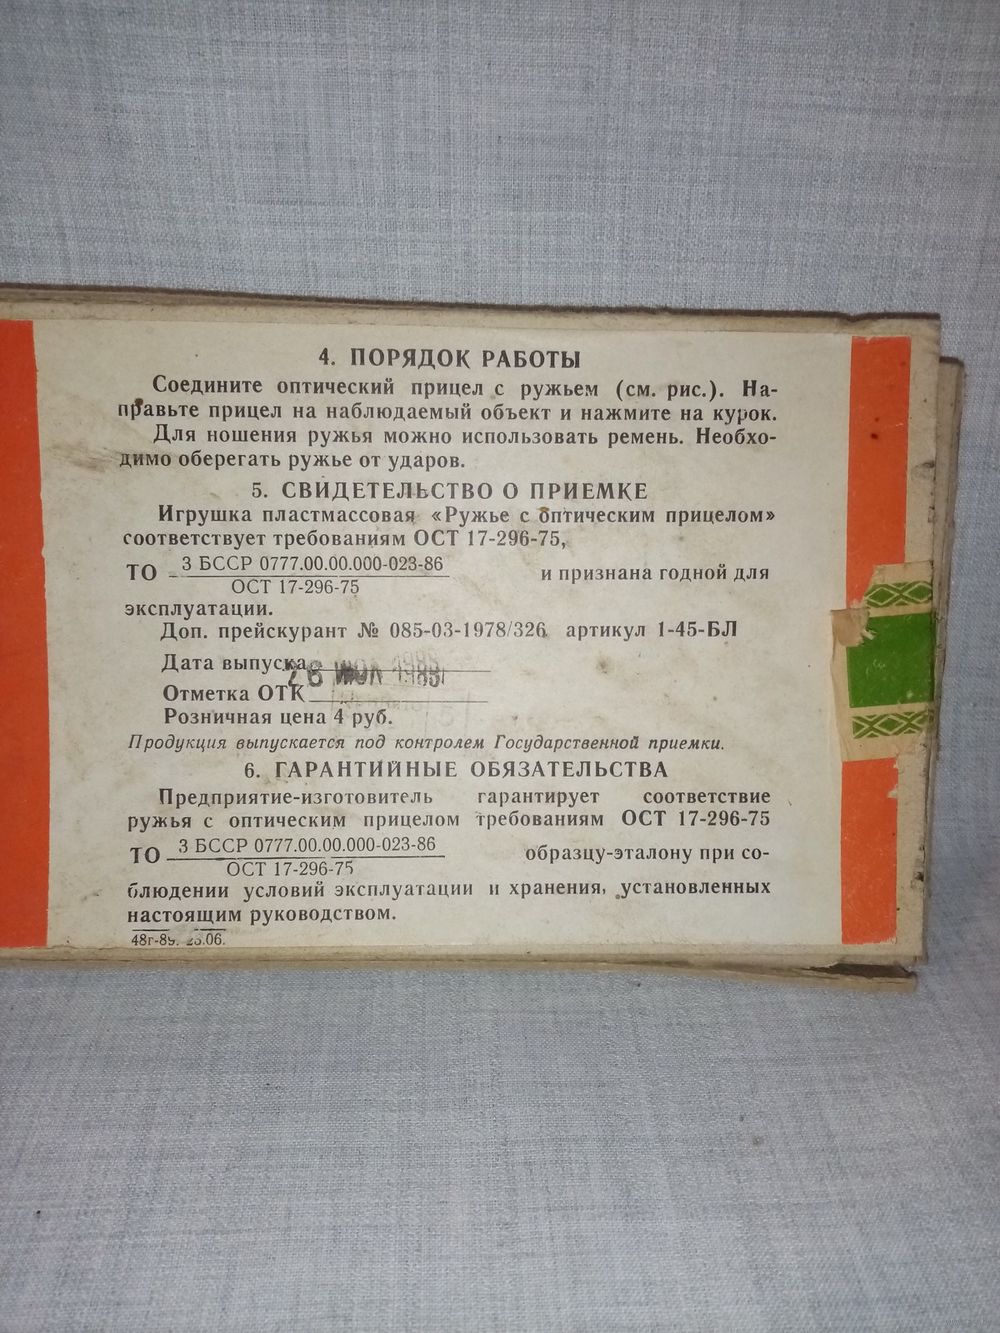 4. ПОРЯДОК РАБОТЫ
Соедините оптический прицел с ружьем (см. рис.). На-
правьте прицел на наблюдаемый объект и нажмите на курок.
Для ношения ружья можно использовать ремень. Необхо-
димо оберегать ружье от ударов.
5. СВИДЕТЕЛЬСТВО О ПРИЕМКЕ
Игрушка пластмассовая «Ружье с оптическим прицелом»
соответствует требованиям ОСТ 17-296-75,
ТО 3 БССР 0777.00.00.000-023-86
ОСТ 17-296-75 и признана годной для
эксплуатации.
Доп. прейскурант № 085-03-1978/326 артикул 1-45-БЛ
Дата выпуска 26 ИЮЛ
Отметка ОТК
Розничная цена 4 руб.
Продукция выпускается под контролем Государственной приемки.
6. ГАРАНТИЙНЫЕ ОБЯЗАТЕЛЬСТВА
Предприятие-изготовитель гарантирует соответствие
ружья с оптическим прицелом требованиям ОСТ 17-296-75
ТО 3 БССР 0777.00.00.000-023-86
ОСТ 17-296-75 образцу-эталону при со-
блюдении условий эксплуатации и хранения, установленных
настоящим руководством.
48г-89.